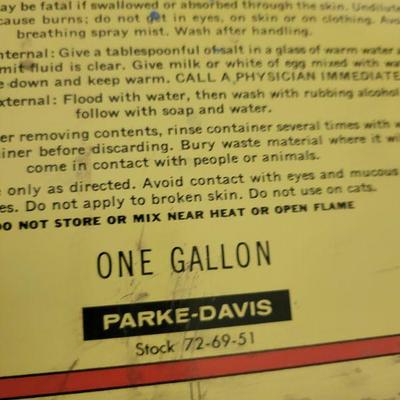 ay be fatal if swallowed or absorbed through the skin. Undilute
cause burns; do not get in eyes, on skin or on clothing. Avo
breathing spray mist. Wash after handling.
nternal: Give a tablespoonful of salt in a glass of warm water a
mit fluid is clear. Give milk or white of egg mixed with wat
e down and keep warm. CALL A PHYSICIAN IMMEDIATE
xternal: Flood with water, then wash with rubbing alcohol
follow with soap and water.
er removing contents, rinse container several times with w
iner before discarding. Bury waste material where it wi
come in contact with people or animals.
e only as directed. Avoid contact with eyes and mucous
es. Do not apply to broken skin. Do not use on cats.
DO NOT STORE OR MIX NEAR HEAT OR OPEN FLAME
ONE GALLON
PARKE-DAVIS
Stock 72-69-51